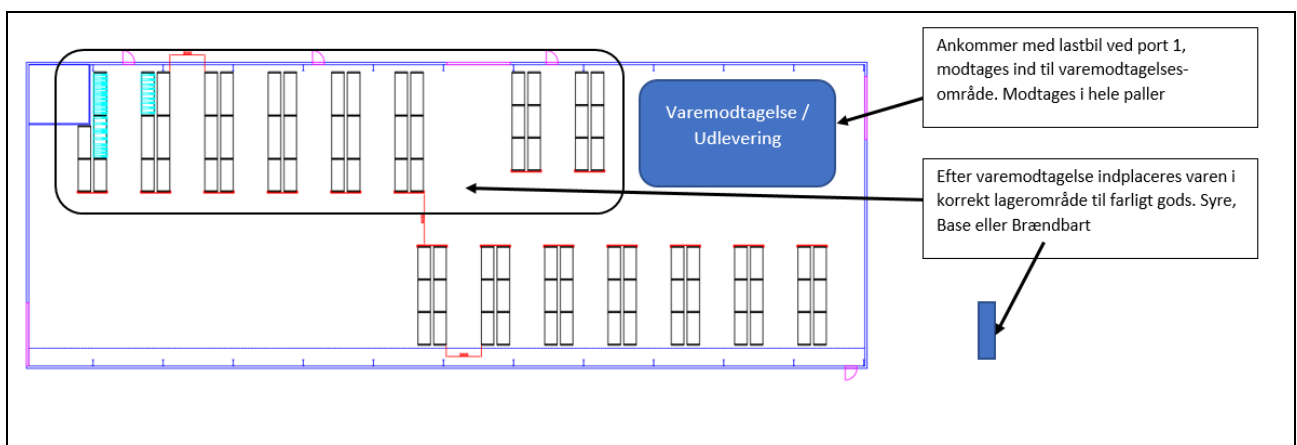 Ankommer med lastbil ved port 1,
modtages ind til varemodtagelses-
område. Modtages i hele paller
Varemodtagelse /
Udlevering
Efter varemodtagelse indplaceres varen i
korrekt lagerområde til farligt gods. Syre,
Base eller Brændbart